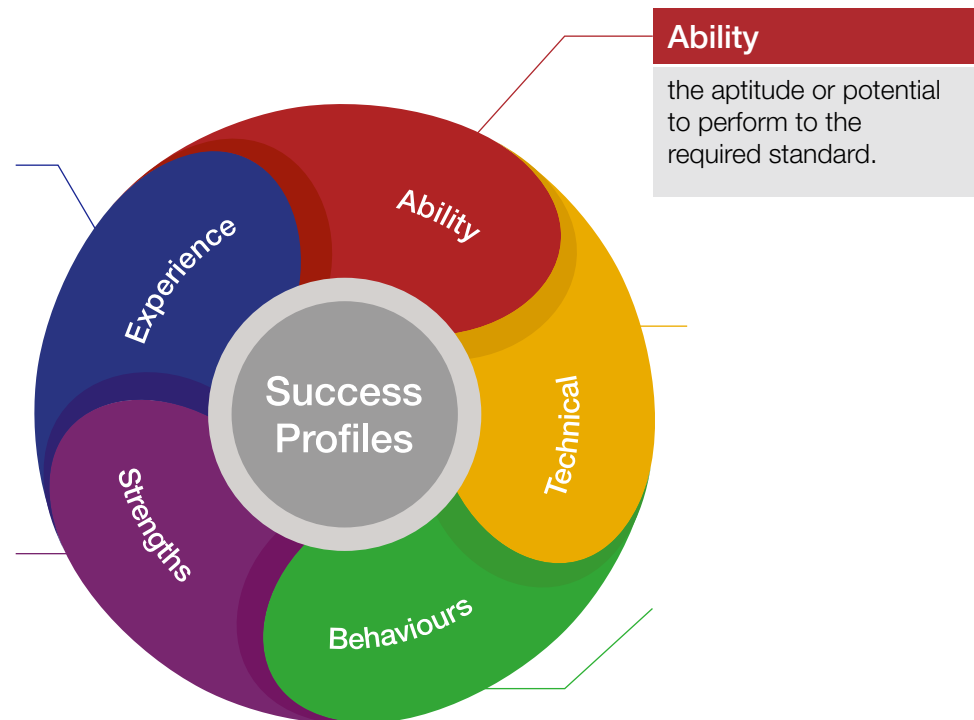 Ability
the aptitude or potential
to perform to the
required standard.
Ability
Experience
Technical
Success
Profiles
Strengths
Behaviours